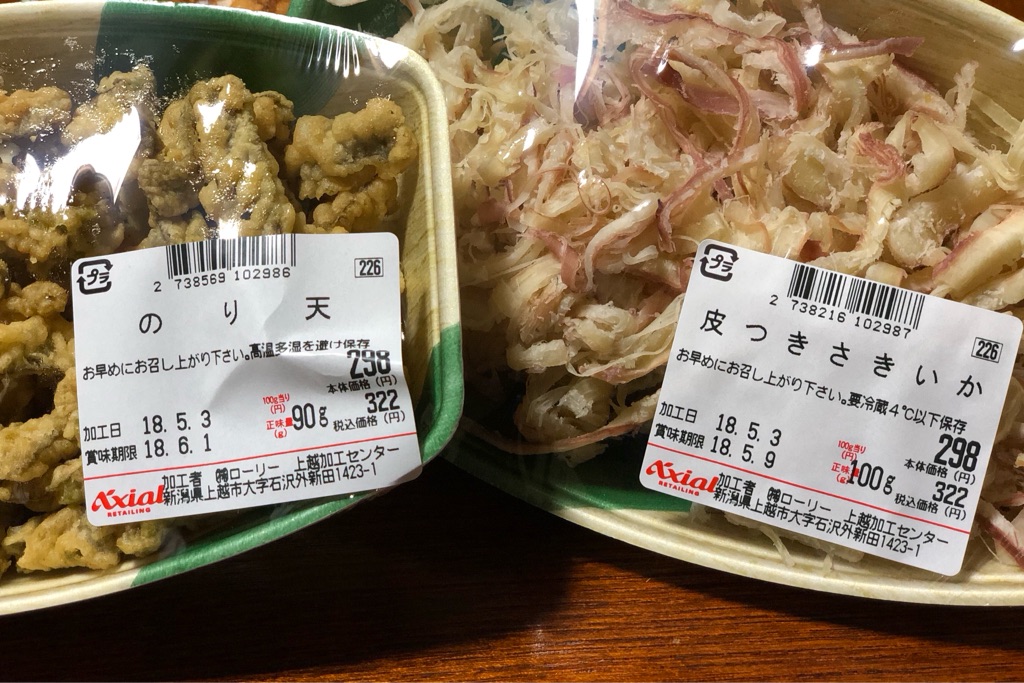 プラ
2 738569 102986
226
のり天
お早めにお召し上がり下さい。高温多湿を避け保存
298
本体価格(円)
加工日 18.5.3
100g当り(円)
322
賞味期限 18.6.1
正味量(g) 90g
税込価格(円)
Axial
RETAILING
加工者 ㈱ローリー 上越加工センター
新潟県上越市大字石沢外新田1423-1
プラ
2 738216 102987
226
皮つきさきいか
お早めにお召し上がり下さい。要冷蔵4℃以下保存
298
本体価格(円)
加工日 18.5.3
100g当り(円)
322
賞味期限 18.5.9
正味量(g) 100g
税込価格(円)
Axial
RETAILING
加工者 ㈱ローリー 上越加工センター
新潟県上越市大字石沢外新田1423-1